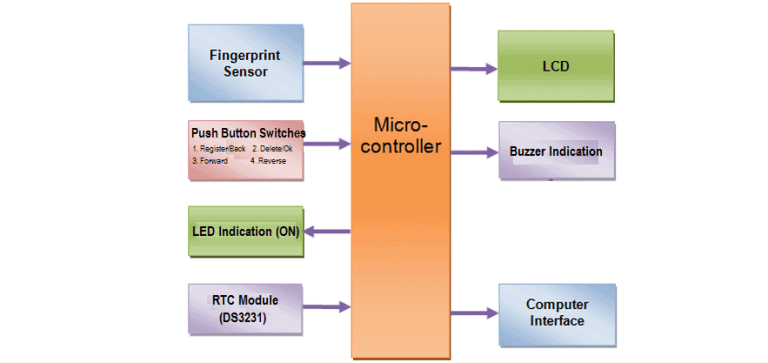 Fingerprint
Sensor
Push Button Switches
1. Register/Back 2. Delete/Ok
3. Forward 4. Reverse
LED Indication (ON)
RTC Module
(DS3231)
Micro-
controller
LCD
Buzzer Indication
Computer
Interface